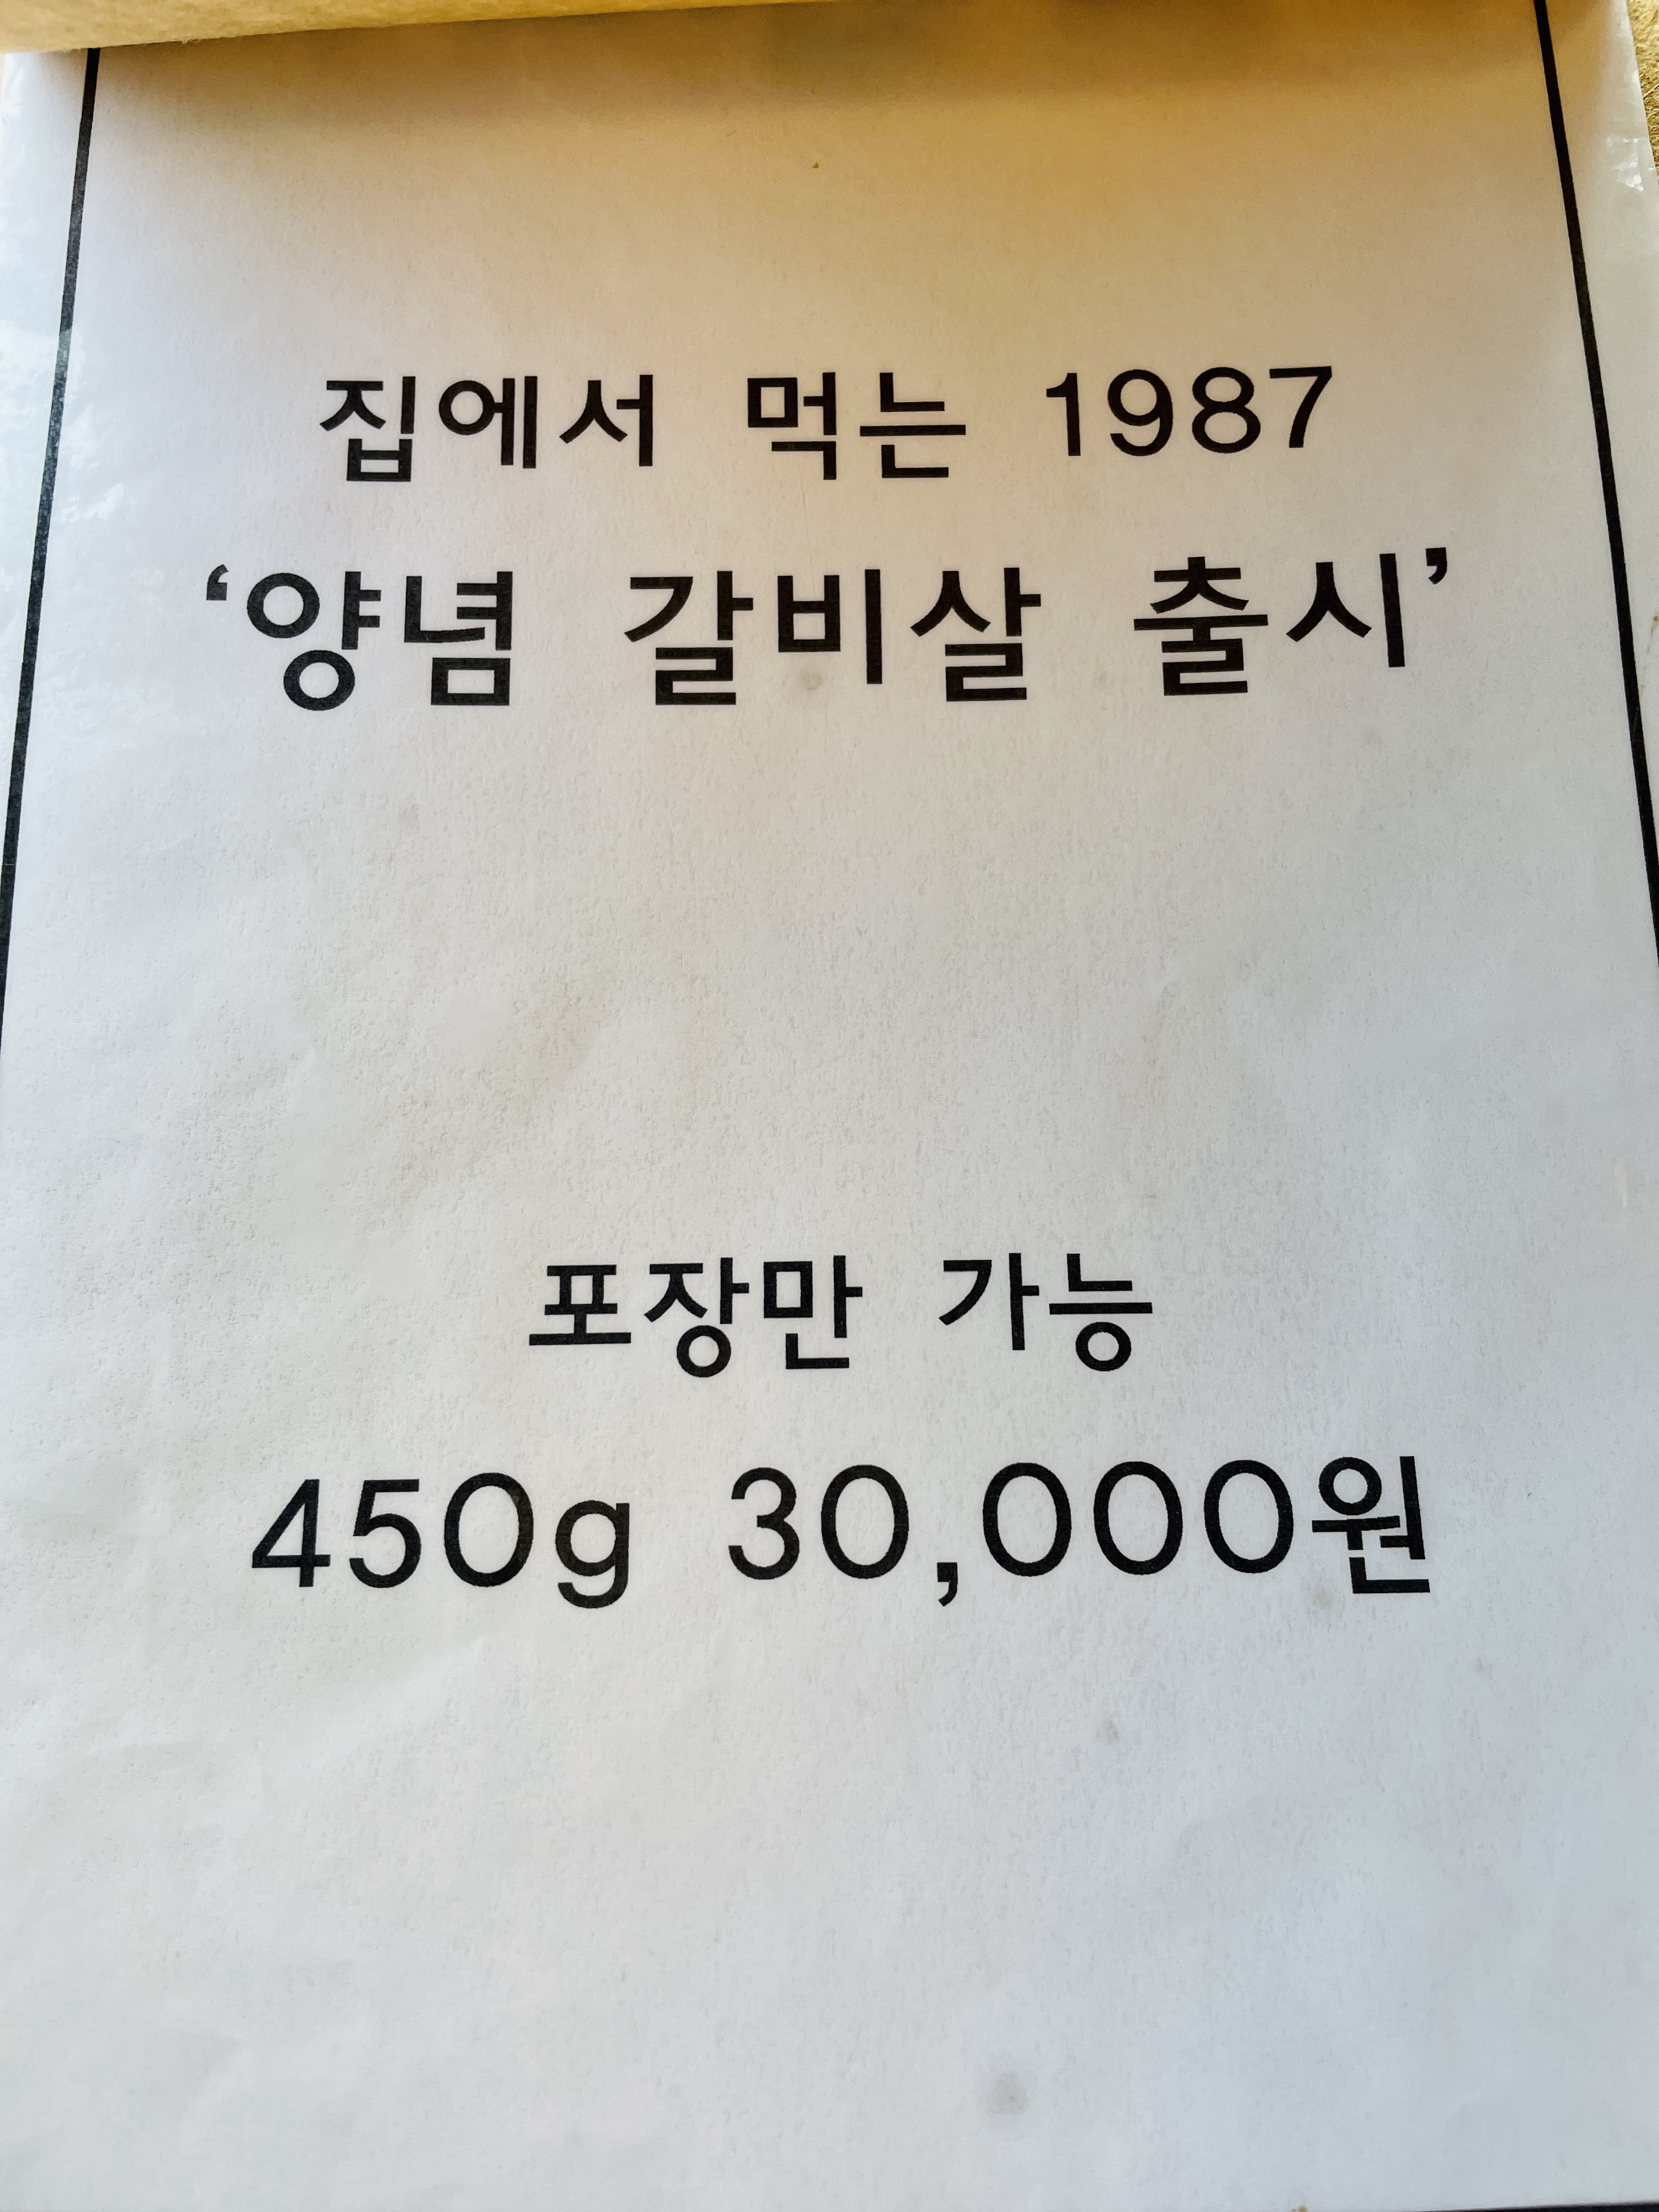 집에서 먹는 1987
‘양념 갈비살 출시’
포장만 가능
450g 30,000원